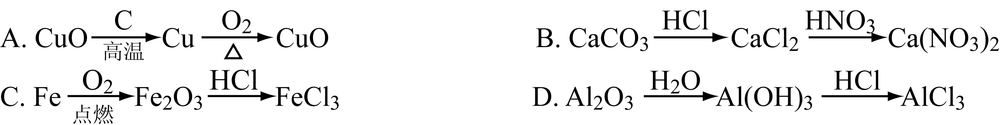 A. CuO —C/高温→ Cu —O₂/△→ CuO B. CaCO₃ —HCl→ CaCl₂ —HNO₃→ Ca(NO₃)₂
C. Fe —O₂/点燃→ Fe₂O₃ —HCl→ FeCl₃ D. Al₂O₃ —H₂O→ Al(OH)₃ —HCl→ AlCl₃